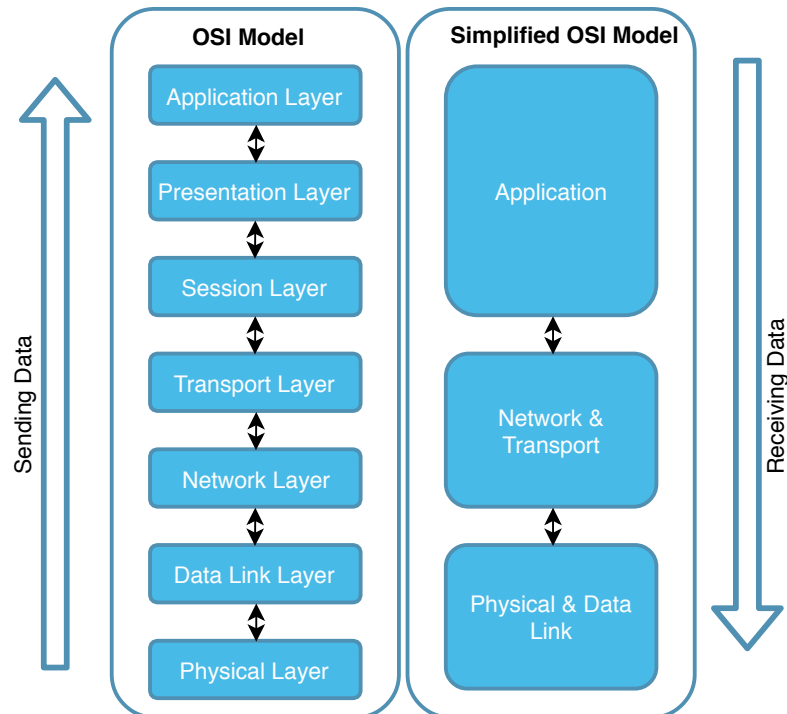 OSI Model
Application Layer
Presentation Layer
Session Layer
Transport Layer
Network Layer
Data Link Layer
Physical Layer
Simplified OSI Model
Application
Network &
Transport
Physical & Data
Link
Sending Data
Receiving Data